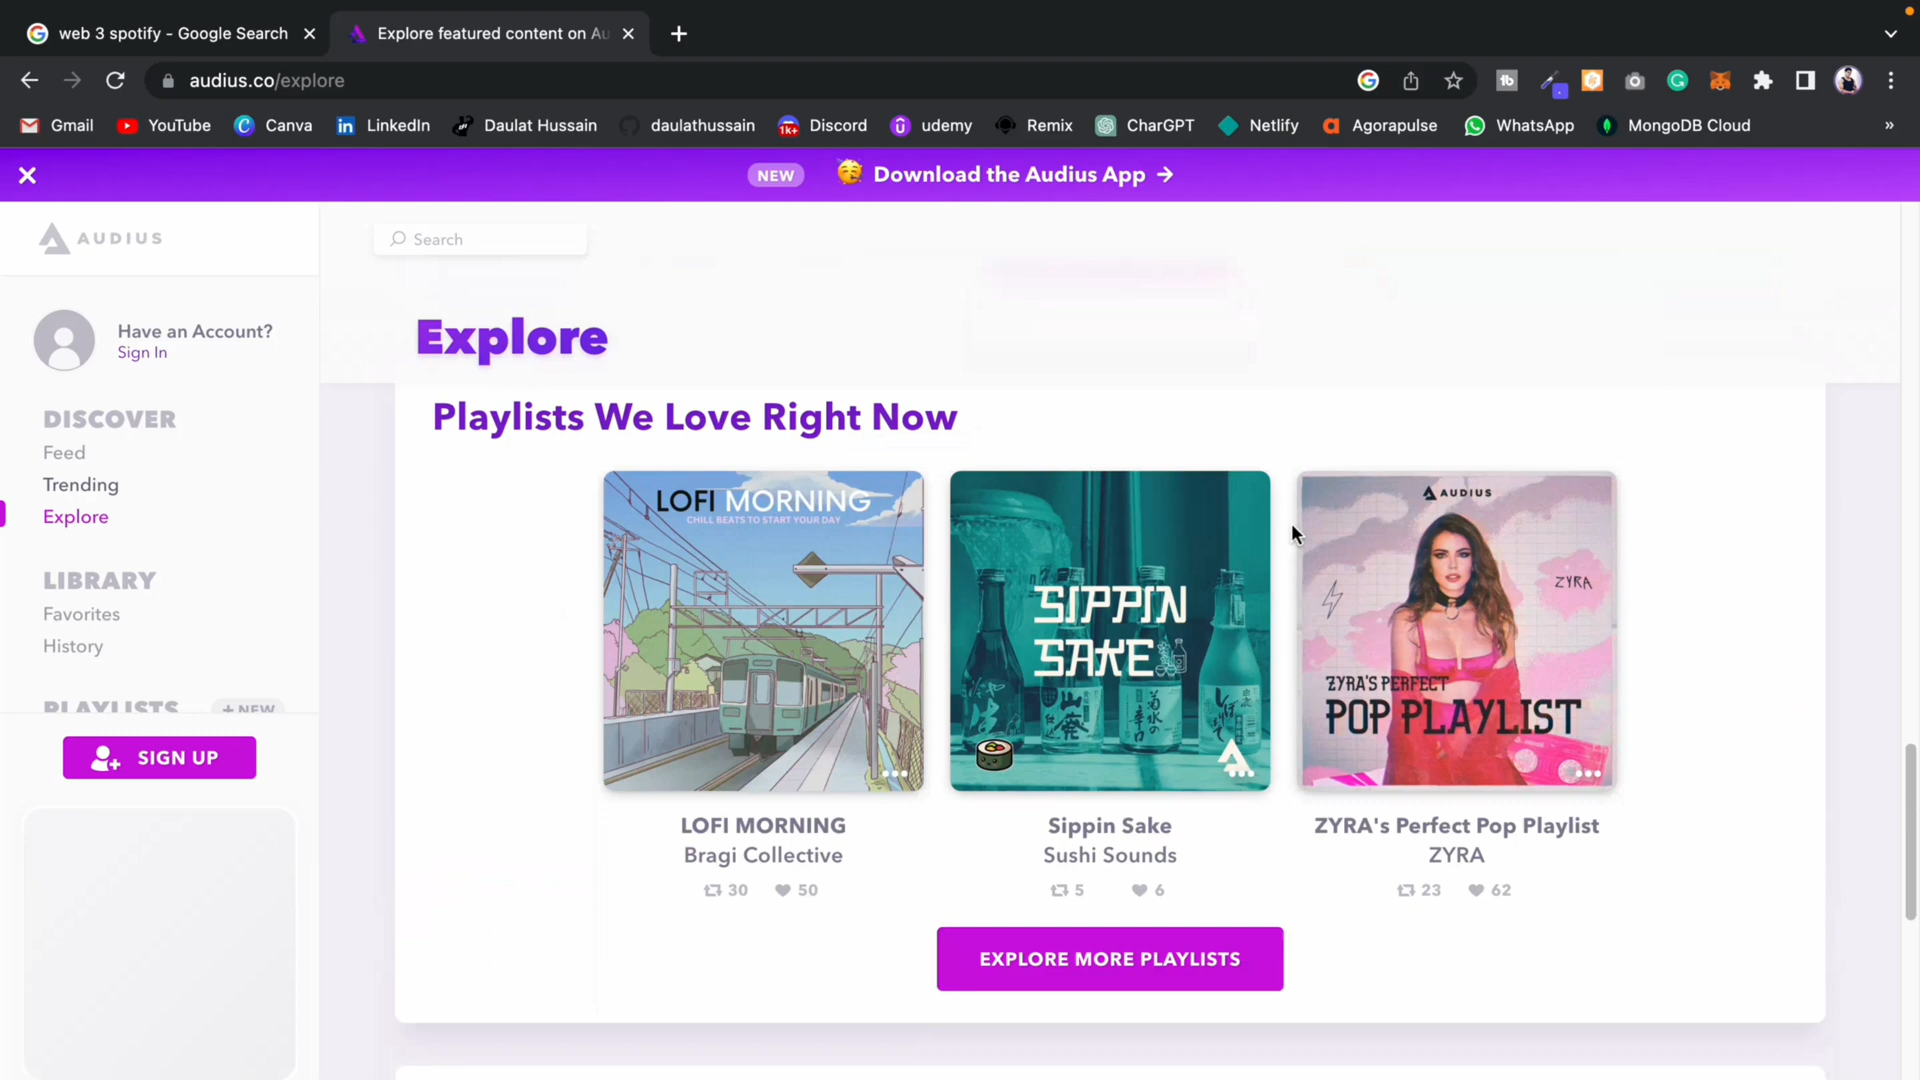 web 3 spotify - Google Search
Explore featured content on Au
audius.co/explore
Gmail YouTube Canva LinkedIn Daulat Hussain daulathussain Discord udemy Remix CharGPT Netlify Agorapulse WhatsApp MongoDB Cloud »
NEW Download the Audius App →
AUDIUS
Search
Have an Account?
Sign In
DISCOVER
Feed
Trending
Explore
LIBRARY
Favorites
History
PLAYLISTS + NEW
SIGN UP
Explore
Playlists We Love Right Now
LOFI MORNING
CHILL BEATS TO START YOUR DAY
LOFI MORNING
Bragi Collective
30 50
SIPPIN
SAKE
Sippin Sake
Sushi Sounds
5 6
AUDIUS
ZYRA
ZYRA'S PERFECT
POP PLAYLIST
ZYRA's Perfect Pop Playlist
ZYRA
23 62
EXPLORE MORE PLAYLISTS